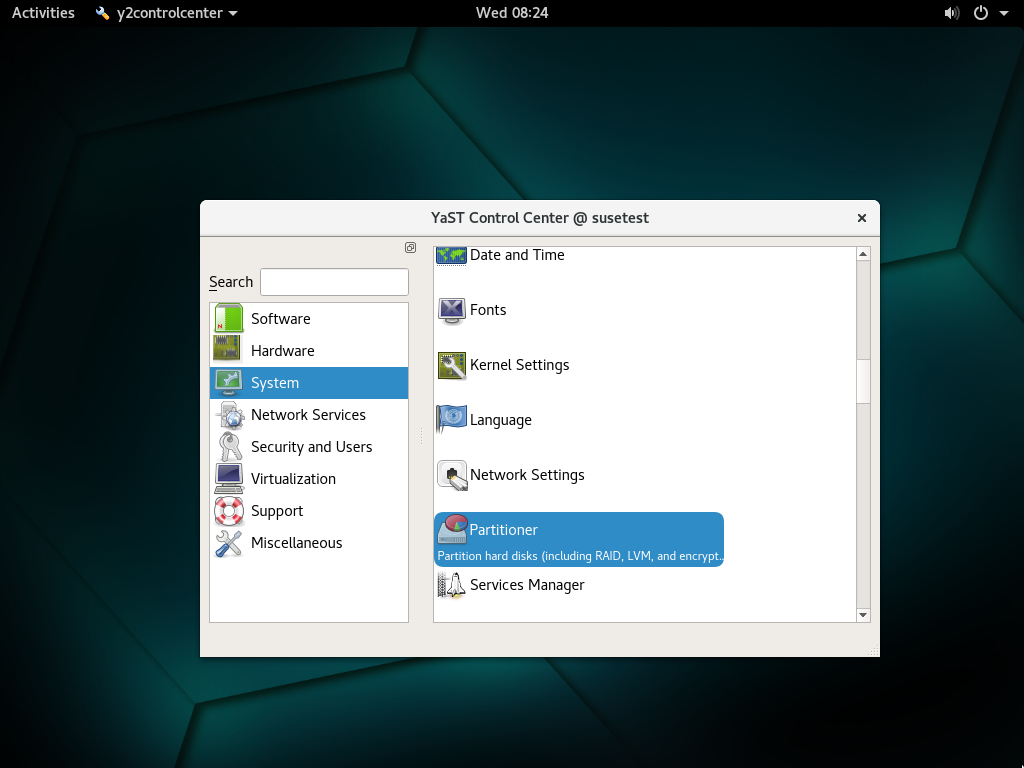 Activities
y2controlcenter
Wed 08:24
YaST Control Center @ susetest
Search
Software
Hardware
System
Network Services
Security and Users
Virtualization
Support
Miscellaneous
Date and Time
Fonts
Kernel Settings
Language
Network Settings
Partitioner
Partition hard disks (including RAID, LVM, and encrypt..
Services Manager